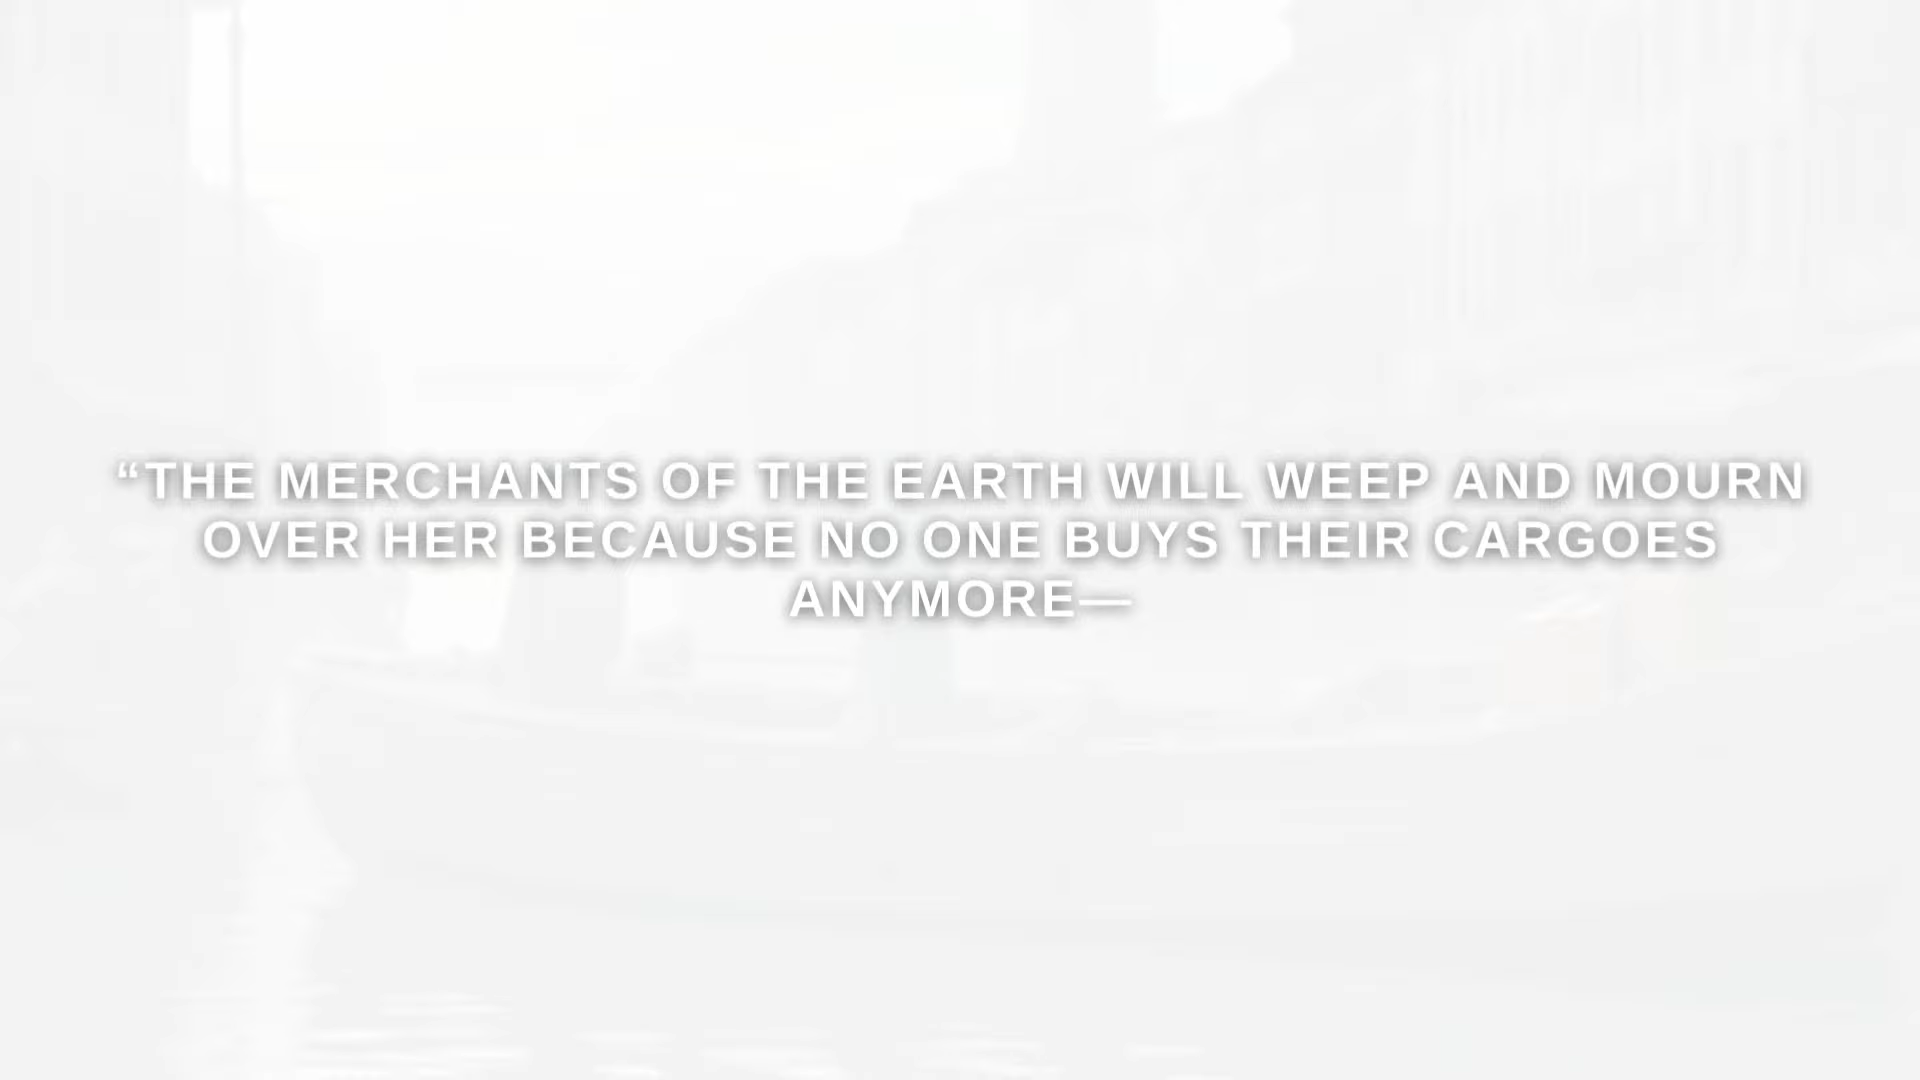 “THE MERCHANTS OF THE EARTH WILL WEEP AND MOURN
OVER HER BECAUSE NO ONE BUYS THEIR CARGOES
ANYMORE—